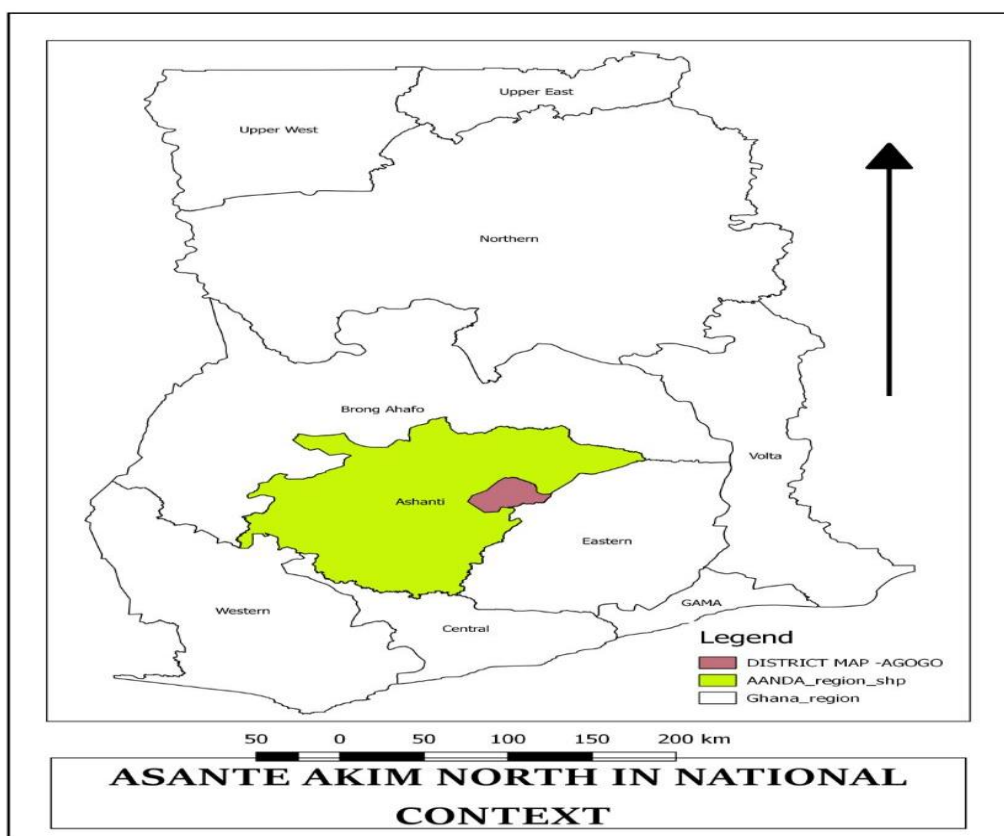 Upper East
Upper West
Northern
Brong Ahafo
Volta
Ashanti
Eastern
GAMA
Western
Central
Legend
DISTRICT MAP -AGOGO
AANDA_region_shp
Ghana_region
50 0 50 100 150 200 km
ASANTE AKIM NORTH IN NATIONAL
CONTEXT